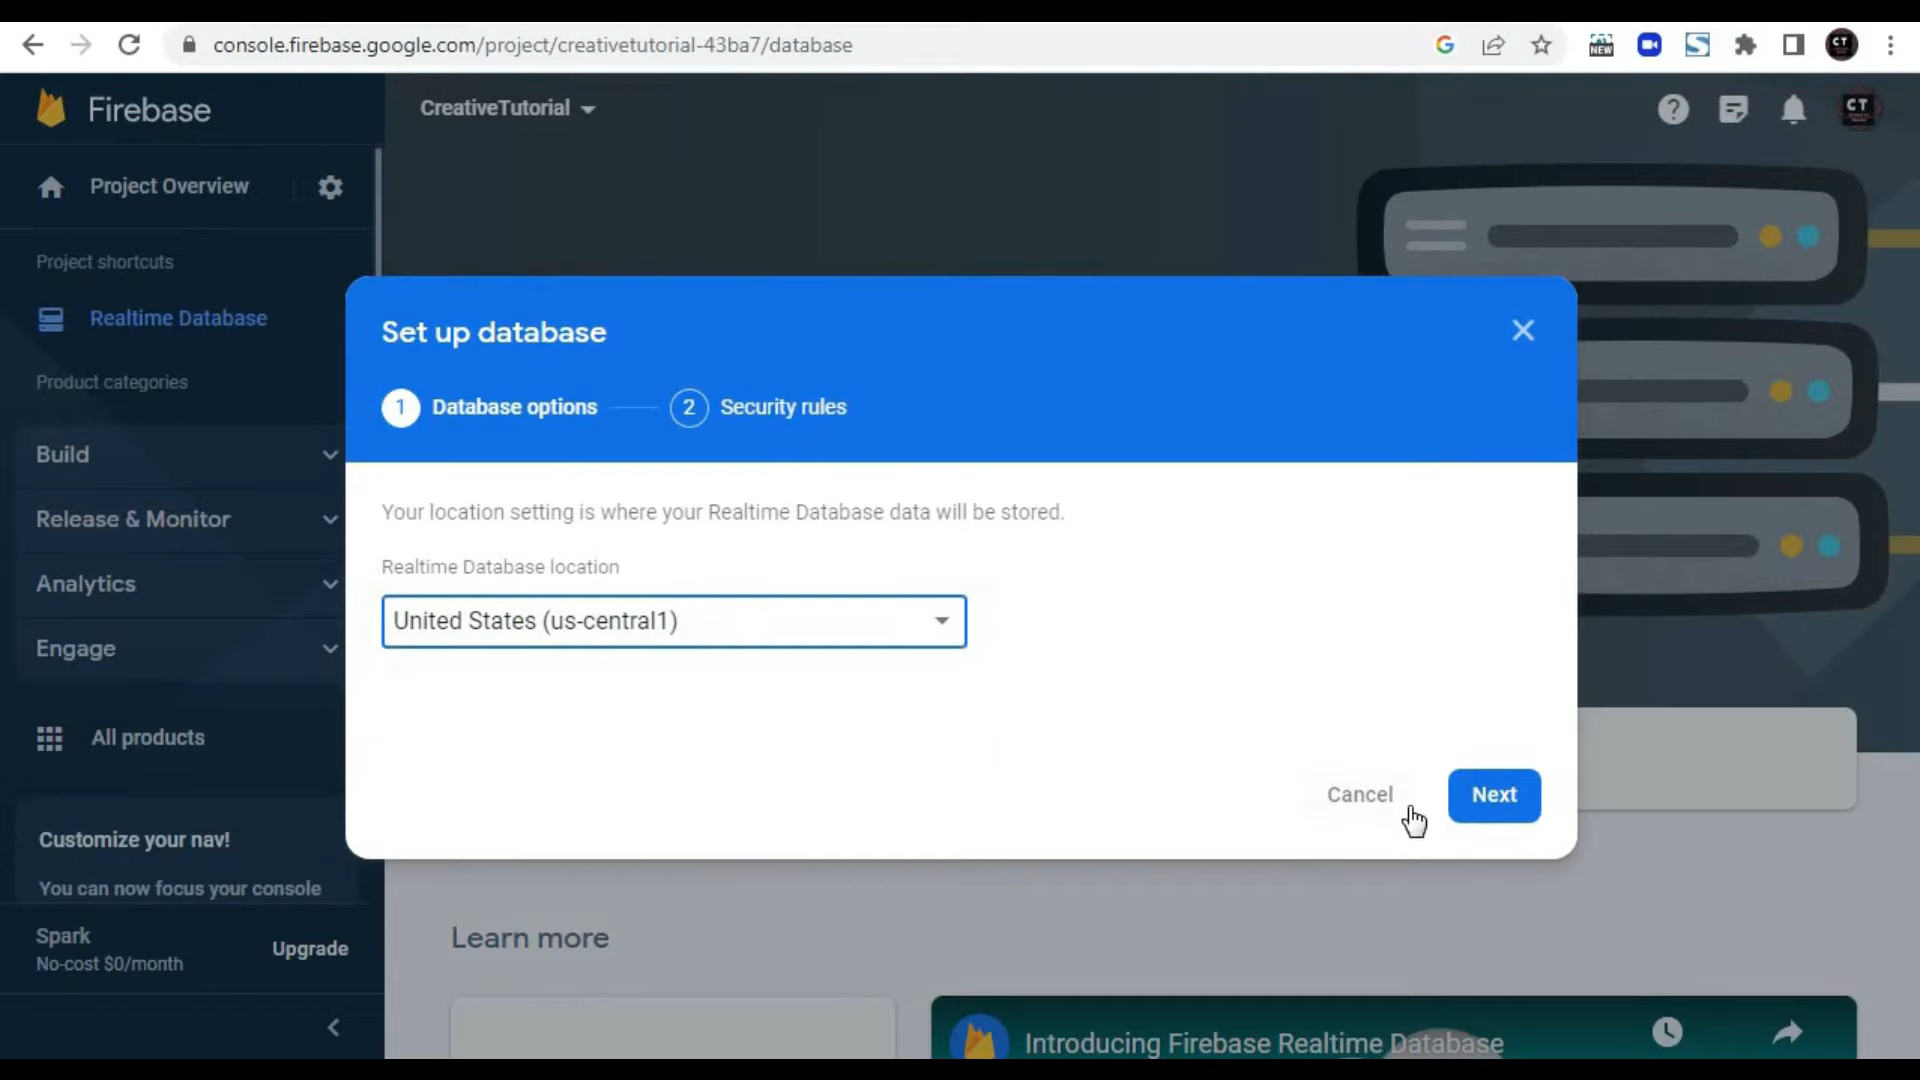 console.firebase.google.com/project/creativetutorial-43ba7/database
NEW
CT
Firebase
CreativeTutorial
CT
Project Overview
Project shortcuts
Realtime Database
Product categories
Build
Release & Monitor
Analytics
Engage
All products
Customize your nav!
You can now focus your console
Spark
No-cost $0/month
Upgrade
Set up database
1 Database options
2 Security rules
Your location setting is where your Realtime Database data will be stored.
Realtime Database location
United States (us-central1)
Cancel
Next
Learn more
Introducing Firebase Realtime Database